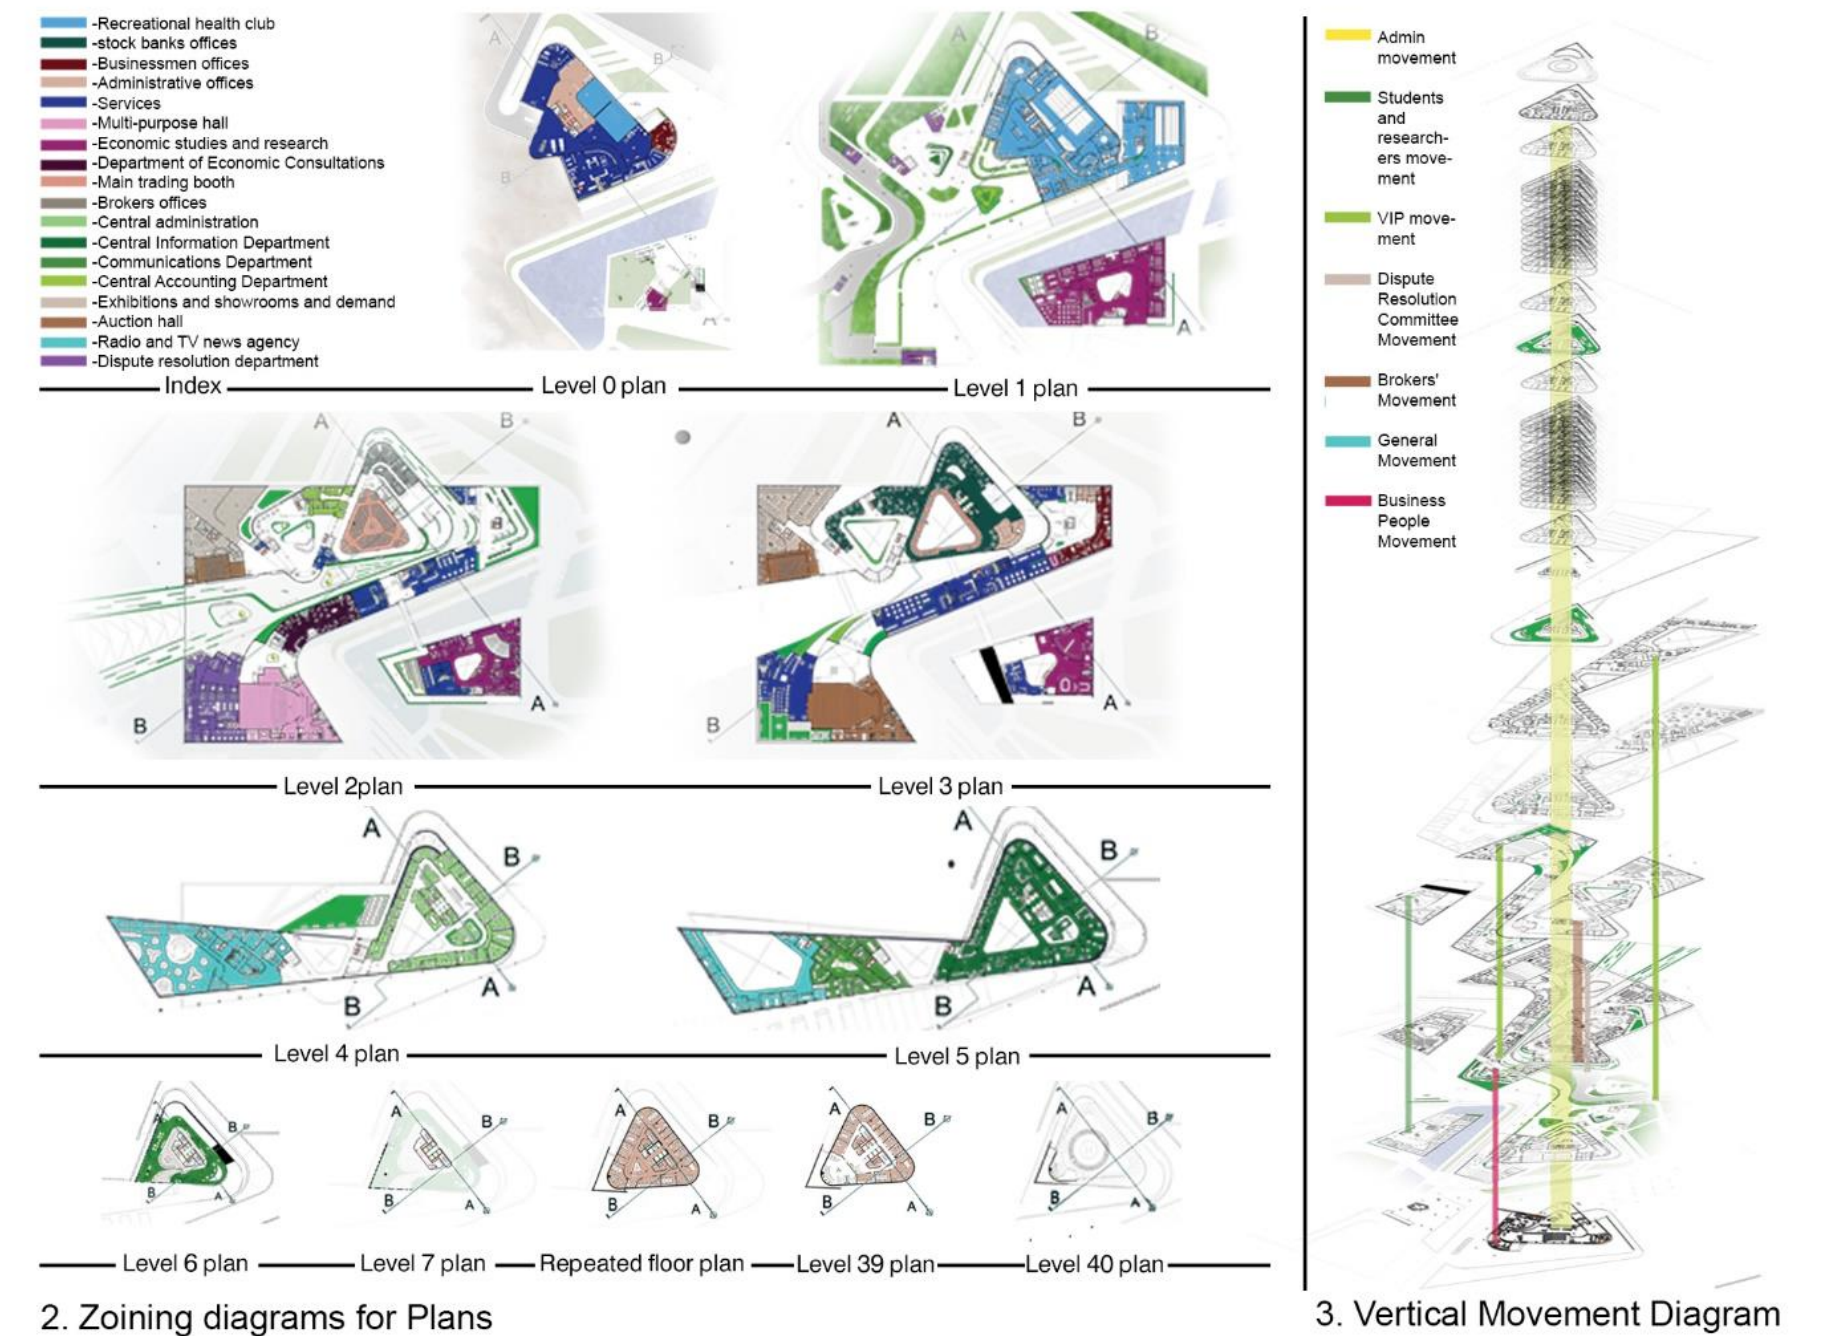 -Recreational health club
-stock banks offices
-Businessmen offices
-Administrative offices
-Services
-Multi-purpose hall
-Economic studies and research
-Department of Economic Consultations
-Main trading booth
-Brokers offices
-Central administration
-Central Information Department
-Communications Department
-Central Accounting Department
-Exhibitions and showrooms and demand
-Auction hall
-Radio and TV news agency
-Dispute resolution department
Index
A
B
B
A
Level 0 plan
A
B
A
Level 1 plan
A
B
B
A
Level 2plan
A
B
B
A
Level 3 plan
A
B
B
A
Level 4 plan
A
B
B
A
Level 5 plan
A
B
B
A
Level 6 plan
A
B
B
A
Level 7 plan
A
B
B
A
Repeated floor plan
A
B
B
A
Level 39 plan
A
B
B
A
Level 40 plan
2. Zoining diagrams for Plans
Admin
movement
Students
and
research-
ers move-
ment
VIP move-
ment
Dispute
Resolution
Committee
Movement
Brokers'
Movement
General
Movement
Business
People
Movement
3. Vertical Movement Diagram